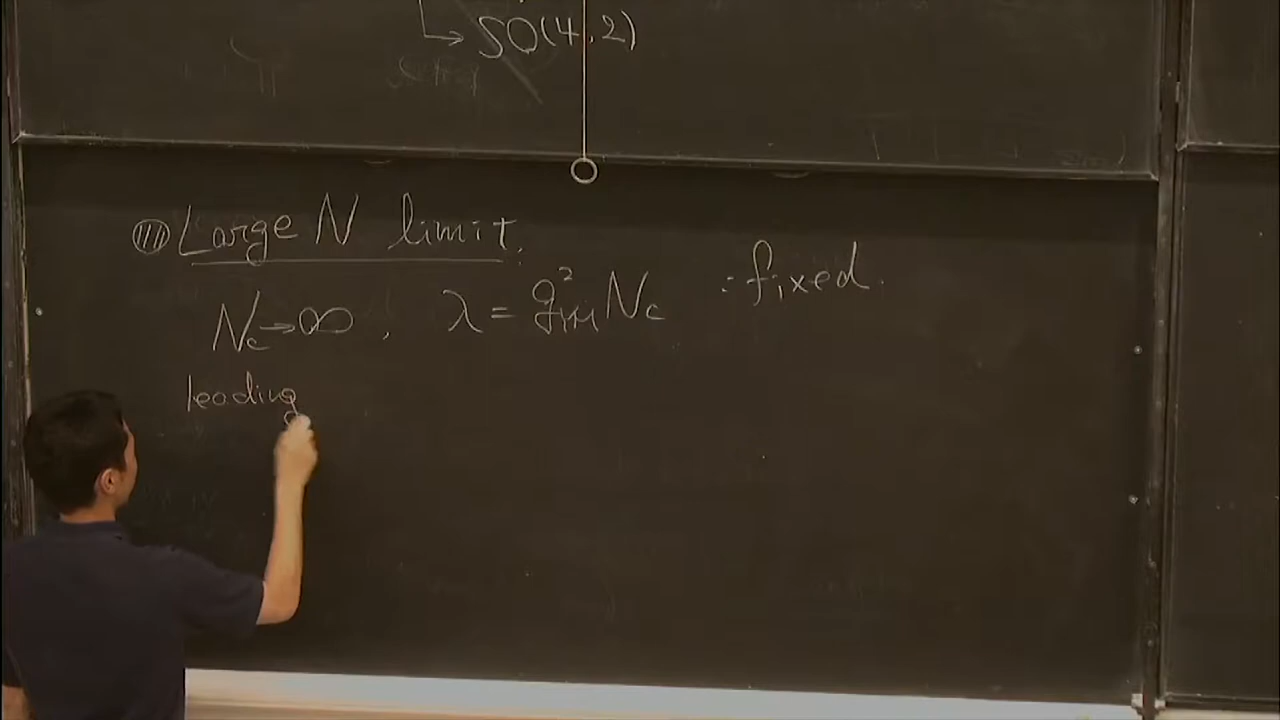 ↳ SO(4,2)
(iii) Large N limit.
N_c → ∞, λ = g²_YM N_c : fixed.
leading